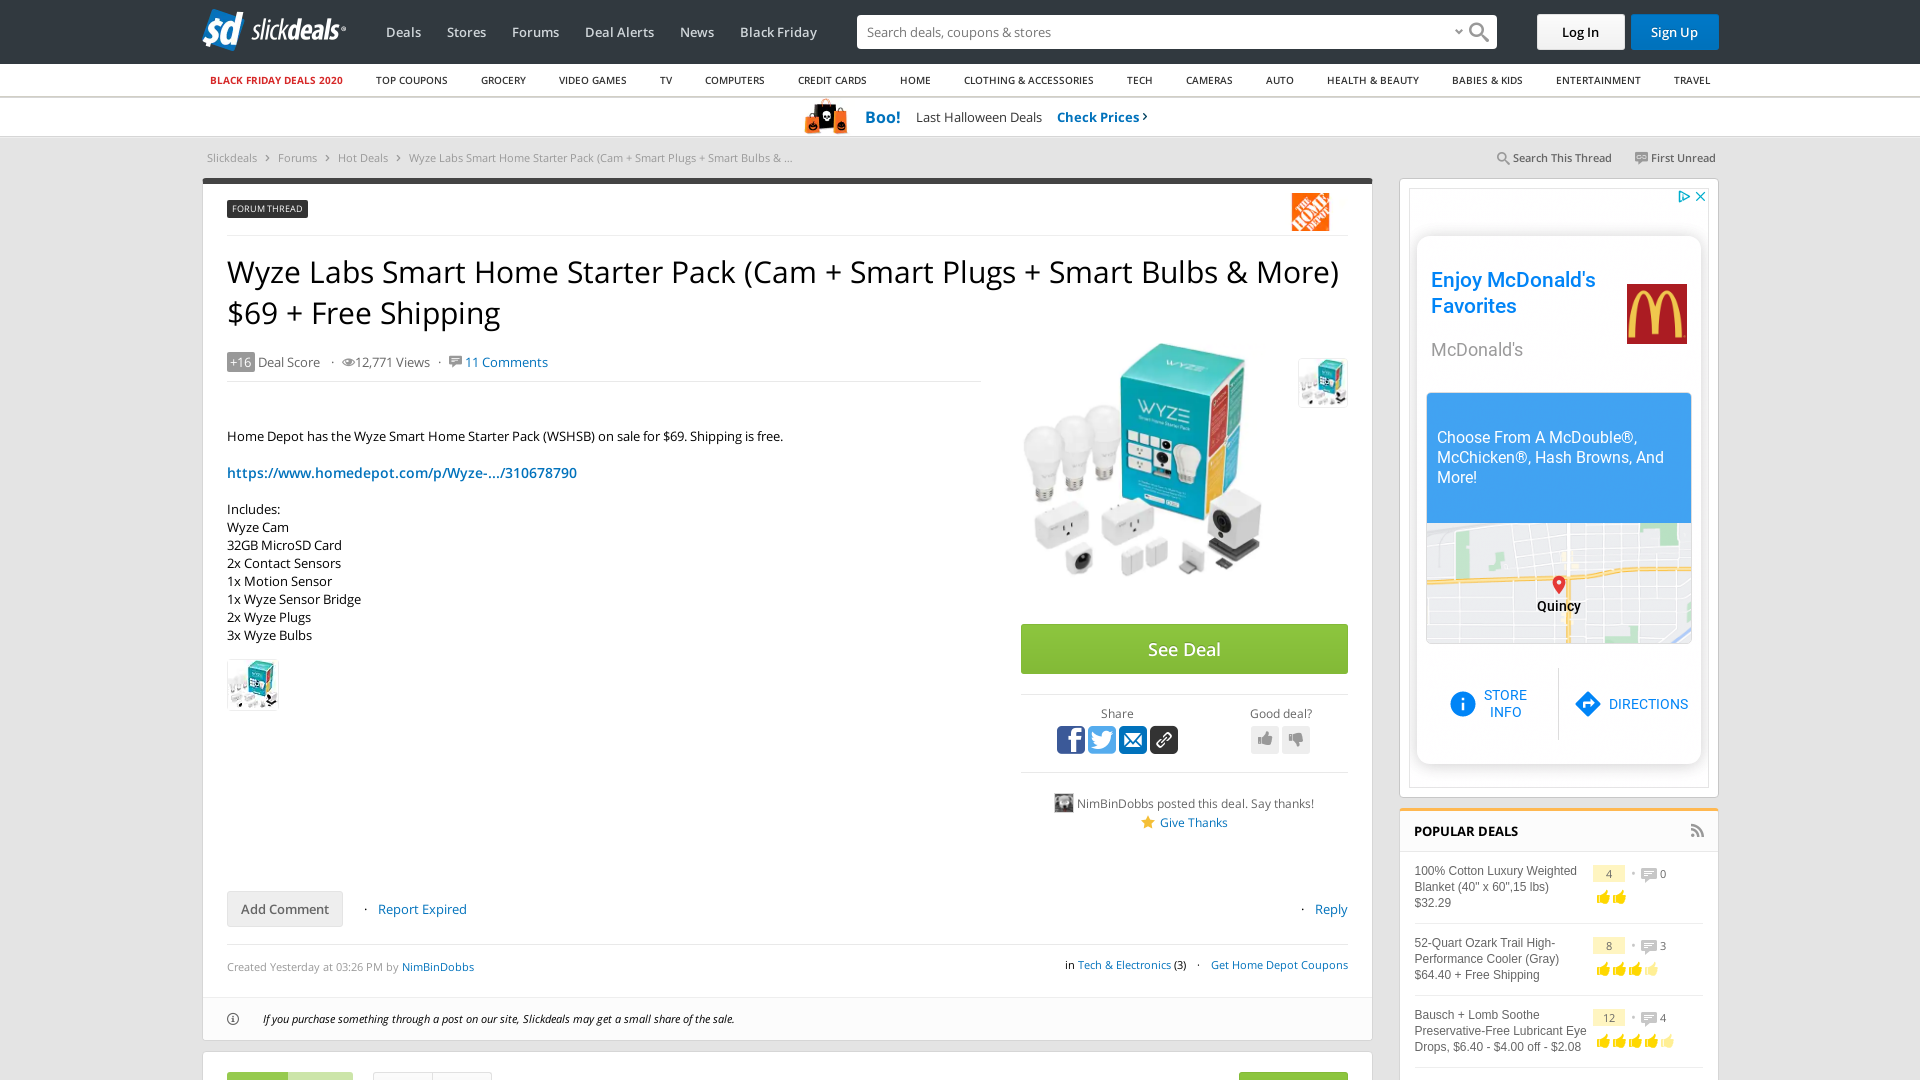 sd slickdeals
Deals Stores Forums Deal Alerts News Black Friday
Search deals, coupons & stores
Log In Sign Up
BLACK FRIDAY DEALS 2020 TOP COUPONS GROCERY VIDEO GAMES TV COMPUTERS CREDIT CARDS HOME CLOTHING & ACCESSORIES TECH CAMERAS AUTO HEALTH & BEAUTY BABIES & KIDS ENTERTAINMENT TRAVEL
Boo! Last Halloween Deals Check Prices ›
Slickdeals › Forums › Hot Deals › Wyze Labs Smart Home Starter Pack (Cam + Smart Plugs + Smart Bulbs & ...
Search This Thread First Unread
FORUM THREAD
THE HOME DEPOT
Wyze Labs Smart Home Starter Pack (Cam + Smart Plugs + Smart Bulbs & More)
$69 + Free Shipping
+16 Deal Score · 12,771 Views · 11 Comments
Home Depot has the Wyze Smart Home Starter Pack (WSHSB) on sale for $69. Shipping is free.
https://www.homedepot.com/p/Wyze-.../310678790
Includes:
Wyze Cam
32GB MicroSD Card
2x Contact Sensors
1x Motion Sensor
1x Wyze Sensor Bridge
2x Wyze Plugs
3x Wyze Bulbs
WYZE
WYZE
See Deal
Share
Good deal?
NimBinDobbs posted this deal. Say thanks!
Give Thanks
Add Comment · Report Expired
· Reply
Created Yesterday at 03:26 PM by NimBinDobbs
in Tech & Electronics (3) · Get Home Depot Coupons
If you purchase something through a post on our site, Slickdeals may get a small share of the sale.
Enjoy McDonald's
Favorites
McDonald's
Choose From A McDouble®,
McChicken®, Hash Browns, And
More!
Quincy
STORE
INFO
DIRECTIONS
POPULAR DEALS
100% Cotton Luxury Weighted
Blanket (40" x 60",15 lbs)
$32.29
4 · 0
52-Quart Ozark Trail High-
Performance Cooler (Gray)
$64.40 + Free Shipping
8 · 3
Bausch + Lomb Soothe
Preservative-Free Lubricant Eye
Drops, $6.40 - $4.00 off - $2.08
12 · 4